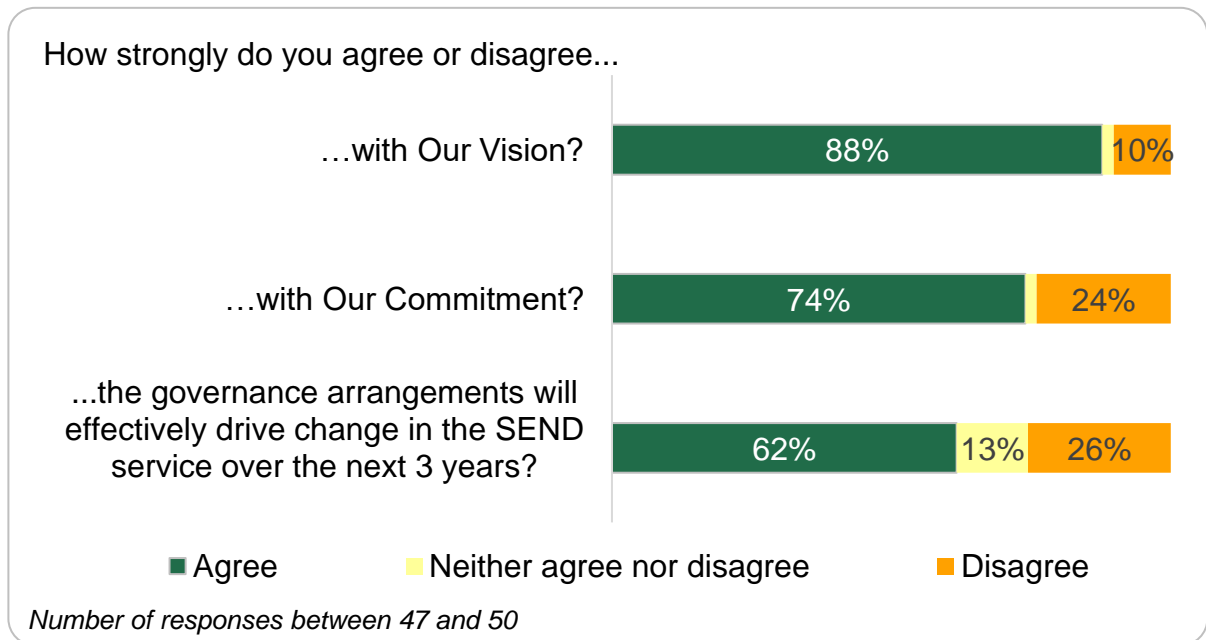 How strongly do you agree or disagree...
…with Our Vision?
88%
10%
…with Our Commitment?
74%
24%
...the governance arrangements will
effectively drive change in the SEND
service over the next 3 years?
62%
13%
26%
Agree
Neither agree nor disagree
Disagree
Number of responses between 47 and 50